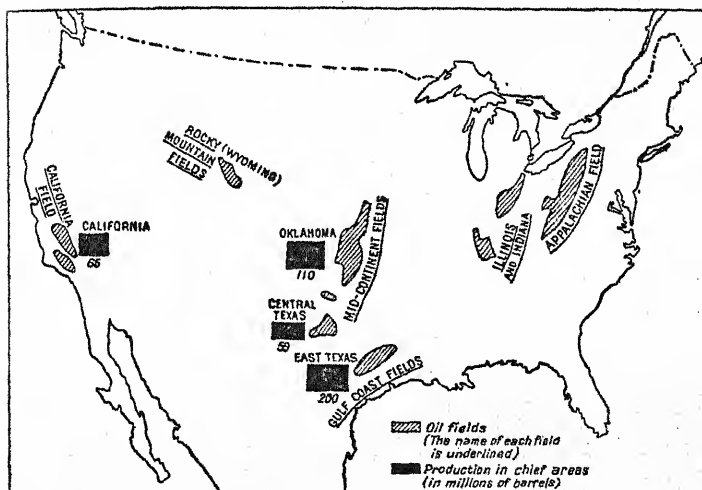 ROCKY (WYOMING)
MOUNTAIN
FIELDS
CALIFORNIA
FIELD
CALIFORNIA
66
OKLAHOMA
110
MID-CONTINENT FIELDS
CENTRAL
TEXAS
59
EAST TEXAS
200
GULF COAST FIELDS
ILLINOIS
AND INDIANA
APPALACHIAN FIELD
Oil fields
(The name of each field
is underlined.)
Production in chief areas
(in millions of barrels)